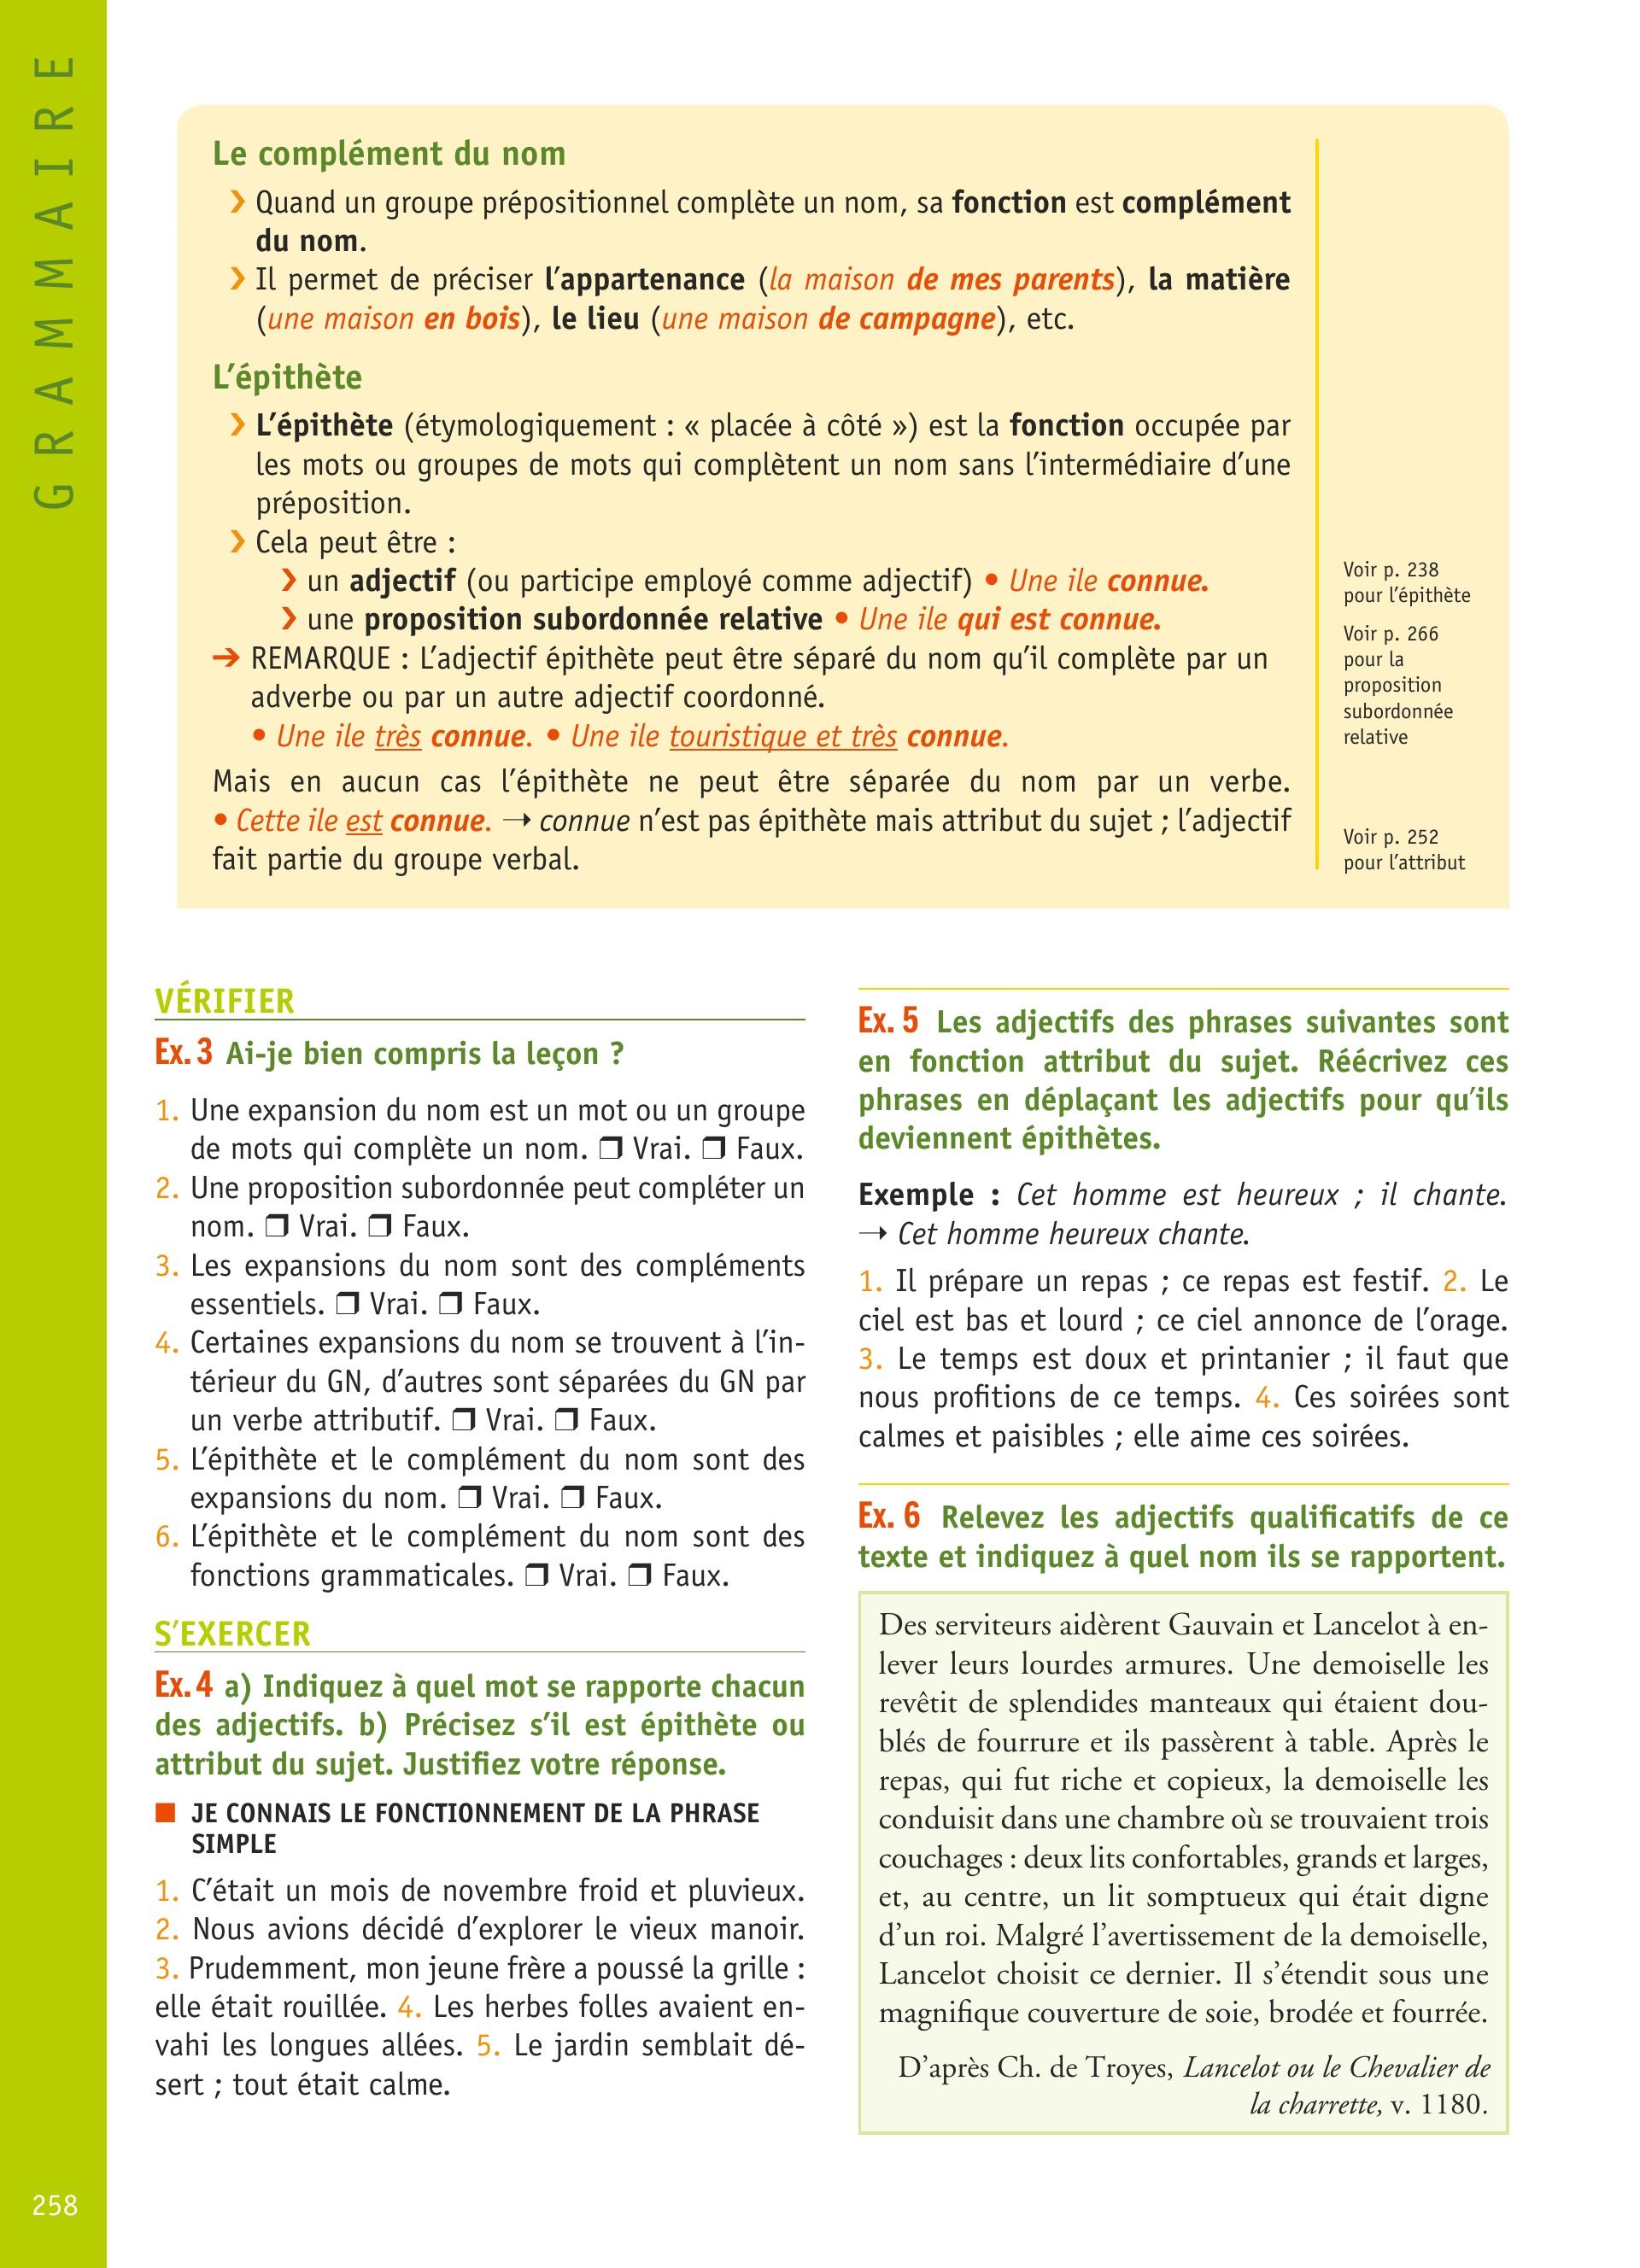 GRAMMAIRE
Le complément du nom
› Quand un groupe prépositionnel complète un nom, sa fonction est complément
du nom.
› Il permet de préciser l’appartenance (la maison de mes parents), la matière
(une maison en bois), le lieu (une maison de campagne), etc.
L’épithète
› L’épithète (étymologiquement : « placée à côté ») est la fonction occupée par
les mots ou groupes de mots qui complètent un nom sans l’intermédiaire d’une
préposition.
› Cela peut être :
› un adjectif (ou participe employé comme adjectif) • Une ile connue.
› une proposition subordonnée relative • Une ile qui est connue.
➔ REMARQUE : L’adjectif épithète peut être séparé du nom qu’il complète par un
adverbe ou par un autre adjectif coordonné.
• Une ile très connue. • Une ile touristique et très connue.
Mais en aucun cas l’épithète ne peut être séparée du nom par un verbe.
• Cette ile est connue. → connue n’est pas épithète mais attribut du sujet ; l’adjectif
fait partie du groupe verbal.
Voir p. 238
pour l’épithète
Voir p. 266
pour la
proposition
subordonnée
relative
Voir p. 252
pour l’attribut
VÉRIFIER
Ex. 3 Ai-je bien compris la leçon ?
1. Une expansion du nom est un mot ou un groupe
de mots qui complète un nom. ❒ Vrai. ❒ Faux.
2. Une proposition subordonnée peut compléter un
nom. ❒ Vrai. ❒ Faux.
3. Les expansions du nom sont des compléments
essentiels. ❒ Vrai. ❒ Faux.
4. Certaines expansions du nom se trouvent à l’in-
térieur du GN, d’autres sont séparées du GN par
un verbe attributif. ❒ Vrai. ❒ Faux.
5. L’épithète et le complément du nom sont des
expansions du nom. ❒ Vrai. ❒ Faux.
6. L’épithète et le complément du nom sont des
fonctions grammaticales. ❒ Vrai. ❒ Faux.
S’EXERCER
Ex. 4 a) Indiquez à quel mot se rapporte chacun
des adjectifs. b) Précisez s’il est épithète ou
attribut du sujet. Justifiez votre réponse.
■ JE CONNAIS LE FONCTIONNEMENT DE LA PHRASE
SIMPLE
1. C’était un mois de novembre froid et pluvieux.
2. Nous avions décidé d’explorer le vieux manoir.
3. Prudemment, mon jeune frère a poussé la grille :
elle était rouillée. 4. Les herbes folles avaient en-
vahi les longues allées. 5. Le jardin semblait dé-
sert ; tout était calme.
Ex. 5 Les adjectifs des phrases suivantes sont
en fonction attribut du sujet. Réécrivez ces
phrases en déplaçant les adjectifs pour qu’ils
deviennent épithètes.
Exemple : Cet homme est heureux ; il chante.
→ Cet homme heureux chante.
1. Il prépare un repas ; ce repas est festif. 2. Le
ciel est bas et lourd ; ce ciel annonce de l’orage.
3. Le temps est doux et printanier ; il faut que
nous profitions de ce temps. 4. Ces soirées sont
calmes et paisibles ; elle aime ces soirées.
Ex. 6 Relevez les adjectifs qualificatifs de ce
texte et indiquez à quel nom ils se rapportent.
Des serviteurs aidèrent Gauvain et Lancelot à en-
lever leurs lourdes armures. Une demoiselle les
revêtit de splendides manteaux qui étaient dou-
blés de fourrure et ils passèrent à table. Après le
repas, qui fut riche et copieux, la demoiselle les
conduisit dans une chambre où se trouvaient trois
couchages : deux lits confortables, grands et larges,
et, au centre, un lit somptueux qui était digne
d’un roi. Malgré l’avertissement de la demoiselle,
Lancelot choisit ce dernier. Il s’étendit sous une
magnifique couverture de soie, brodée et fourrée.
D’après Ch. de Troyes, Lancelot ou le Chevalier de
la charrette, v. 1180.
258